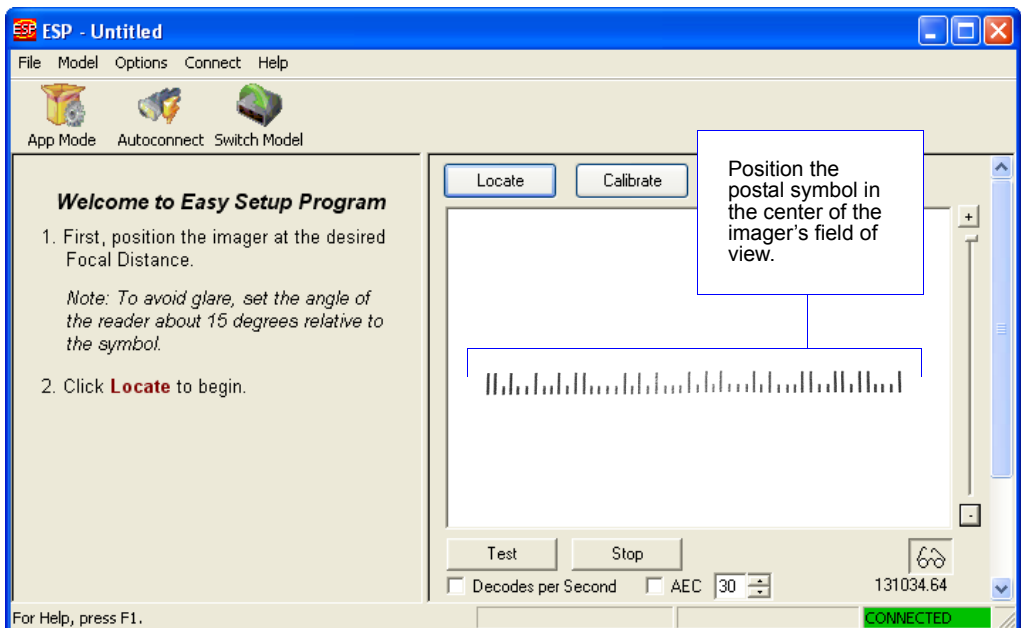 ESP - Untitled
File Model Options Connect Help
App Mode Autoconnect Switch Model
Welcome to Easy Setup Program
1. First, position the imager at the desired
Focal Distance.
Note: To avoid glare, set the angle of
the reader about 15 degrees relative to
the symbol.
2. Click Locate to begin.
Locate Calibrate
Position the
postal symbol in
the center of the
imager's field of
view.
+
-
Test Stop
Decodes per Second AEC 30
131034.64
For Help, press F1.
CONNECTED